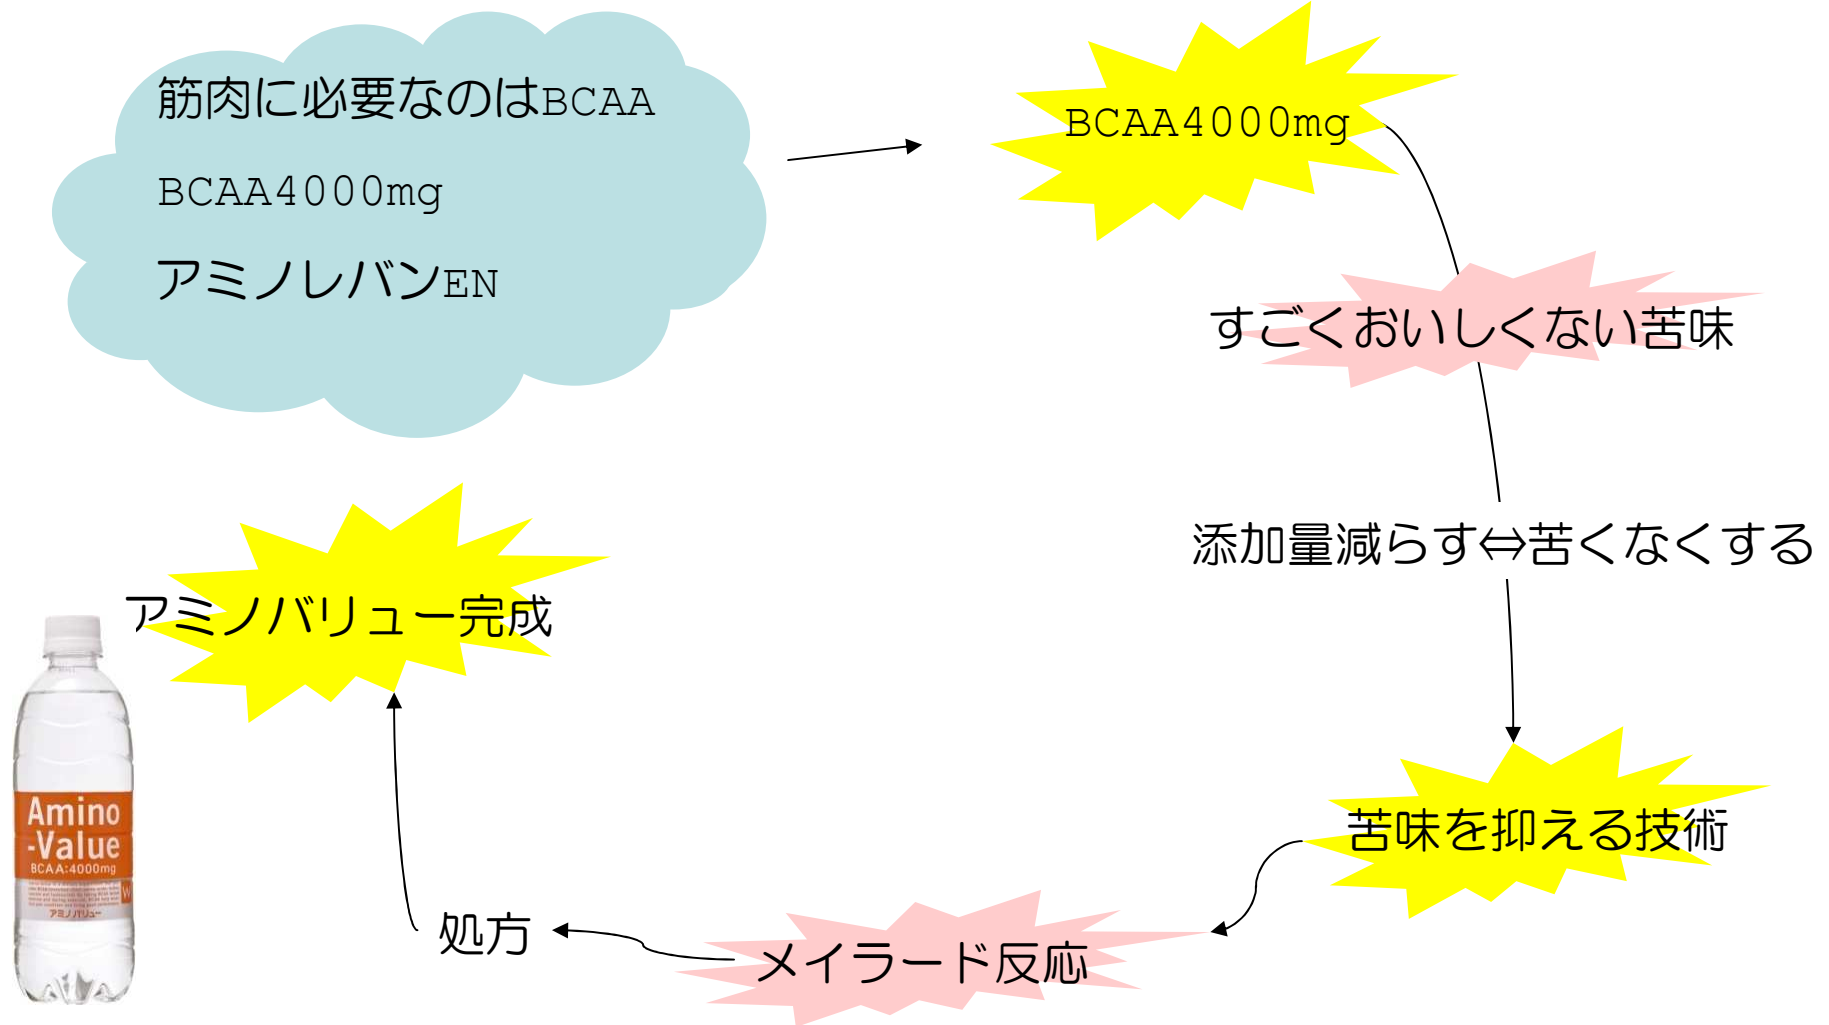 筋肉に必要なのはBCAA
BCAA4000mg
アミノレバンEN
BCAA4000mg
すごくおいしくない苦味
添加量減らす⇔苦くなくする
苦味を抑える技術
メイラード反応
処方
アミノバリュー完成
Amino
-Value
BCAA:4000mg
W
アミノバリュー